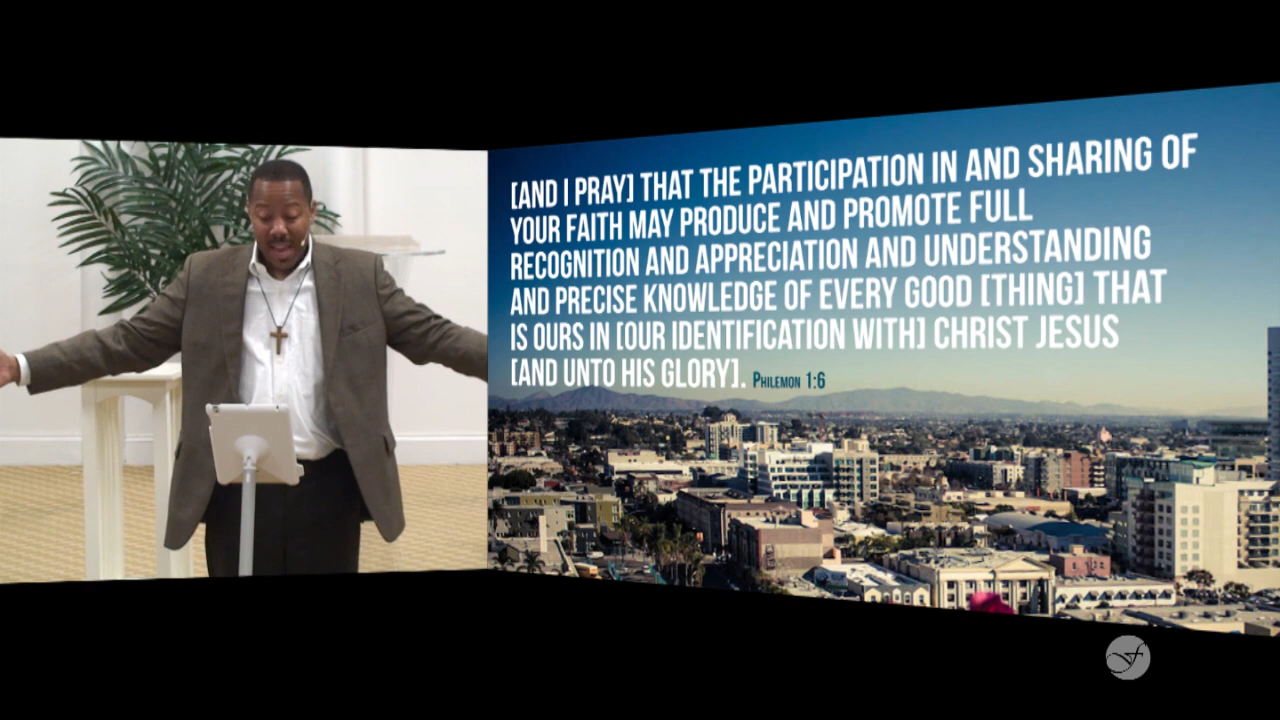 [AND I PRAY] THAT THE PARTICIPATION IN AND SHARING OF
YOUR FAITH MAY PRODUCE AND PROMOTE FULL
RECOGNITION AND APPRECIATION AND UNDERSTANDING
AND PRECISE KNOWLEDGE OF EVERY GOOD [THING] THAT
IS OURS IN [OUR IDENTIFICATION WITH] CHRIST JESUS
[AND UNTO HIS GLORY]. PHILEMON 1:6